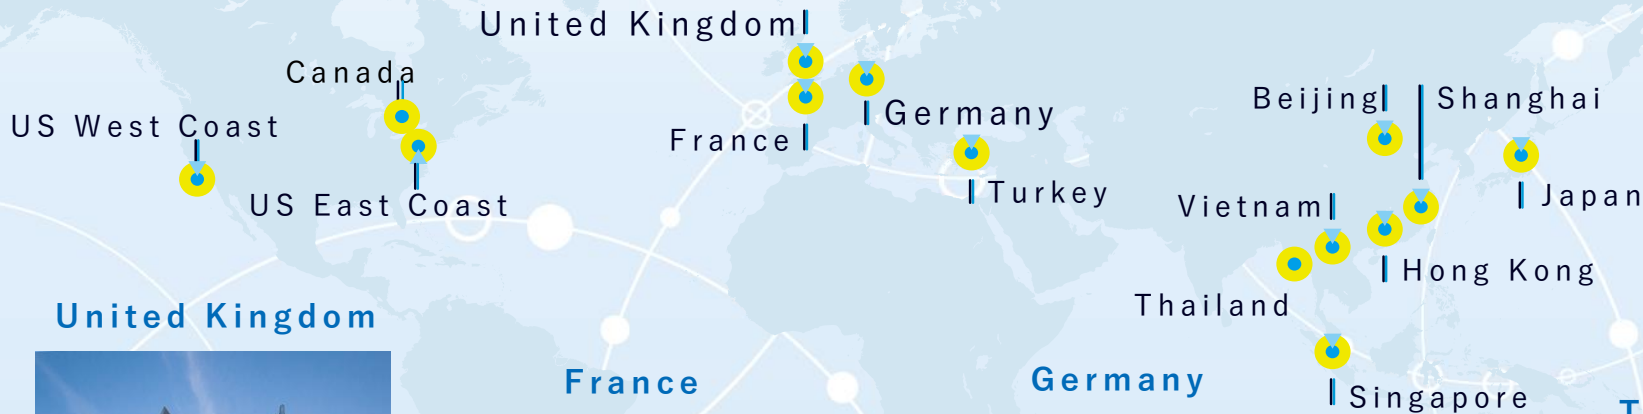 United Kingdom
Canada
US West Coast
France
Germany
US East Coast
Turkey
Beijing
Shanghai
Japan
Vietnam
Hong Kong
Thailand
Singapore
United Kingdom
France
Germany